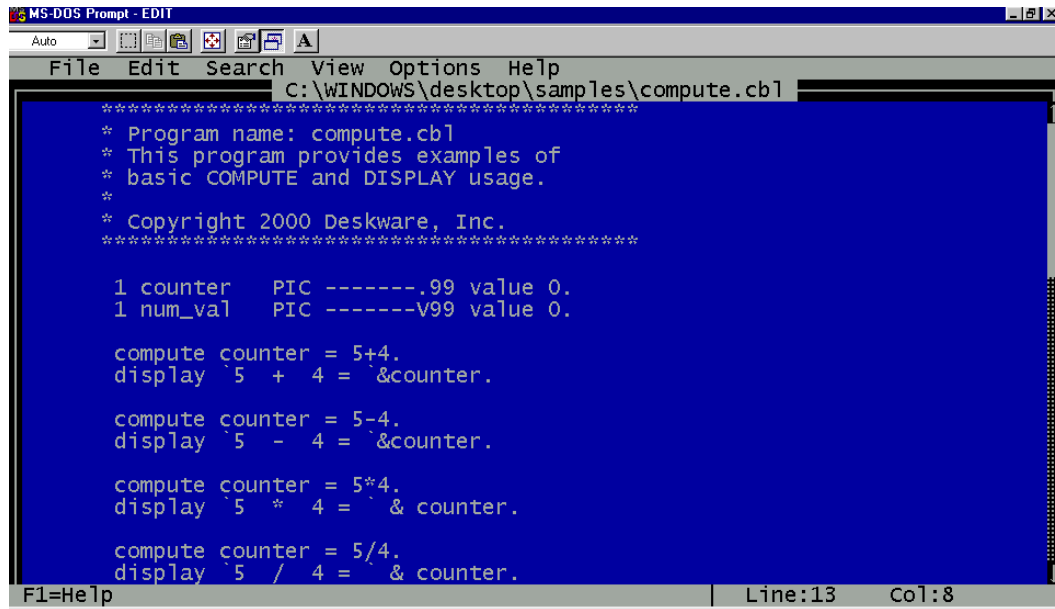 MS-DOS Prompt - EDIT
Auto
A
File Edit Search View Options Help
C:\WINDOWS\desktop\samples\compute.cbl
*****************************************
* Program name: compute.cbl
* This program provides examples of
* basic COMPUTE and DISPLAY usage.
*
* Copyright 2000 Deskware, Inc.
*****************************************
1 counter   PIC -------.99 value 0.
1 num_val   PIC -------V99 value 0.
compute counter = 5+4.
display `5  +  4 = `&counter.
compute counter = 5-4.
display `5  -  4 = `&counter.
compute counter = 5*4.
display `5  *  4 = ` & counter.
compute counter = 5/4.
display `5  /  4 = ` & counter.
F1=Help Line:13 Col:8